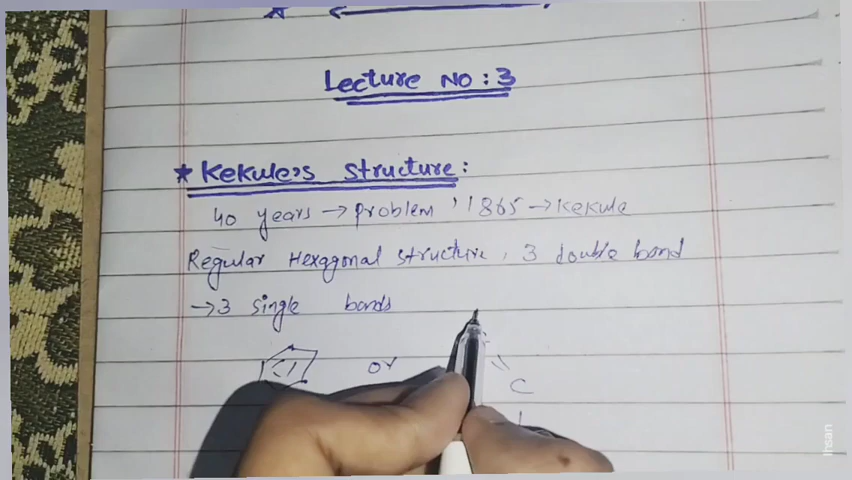 Lecture No : 3
★ Kekule's structure :
40 years → Problem , 1865 → Kekule
Regular Hexagonal structure , 3 double bond
→ 3 single bonds
or
C
Ihsan